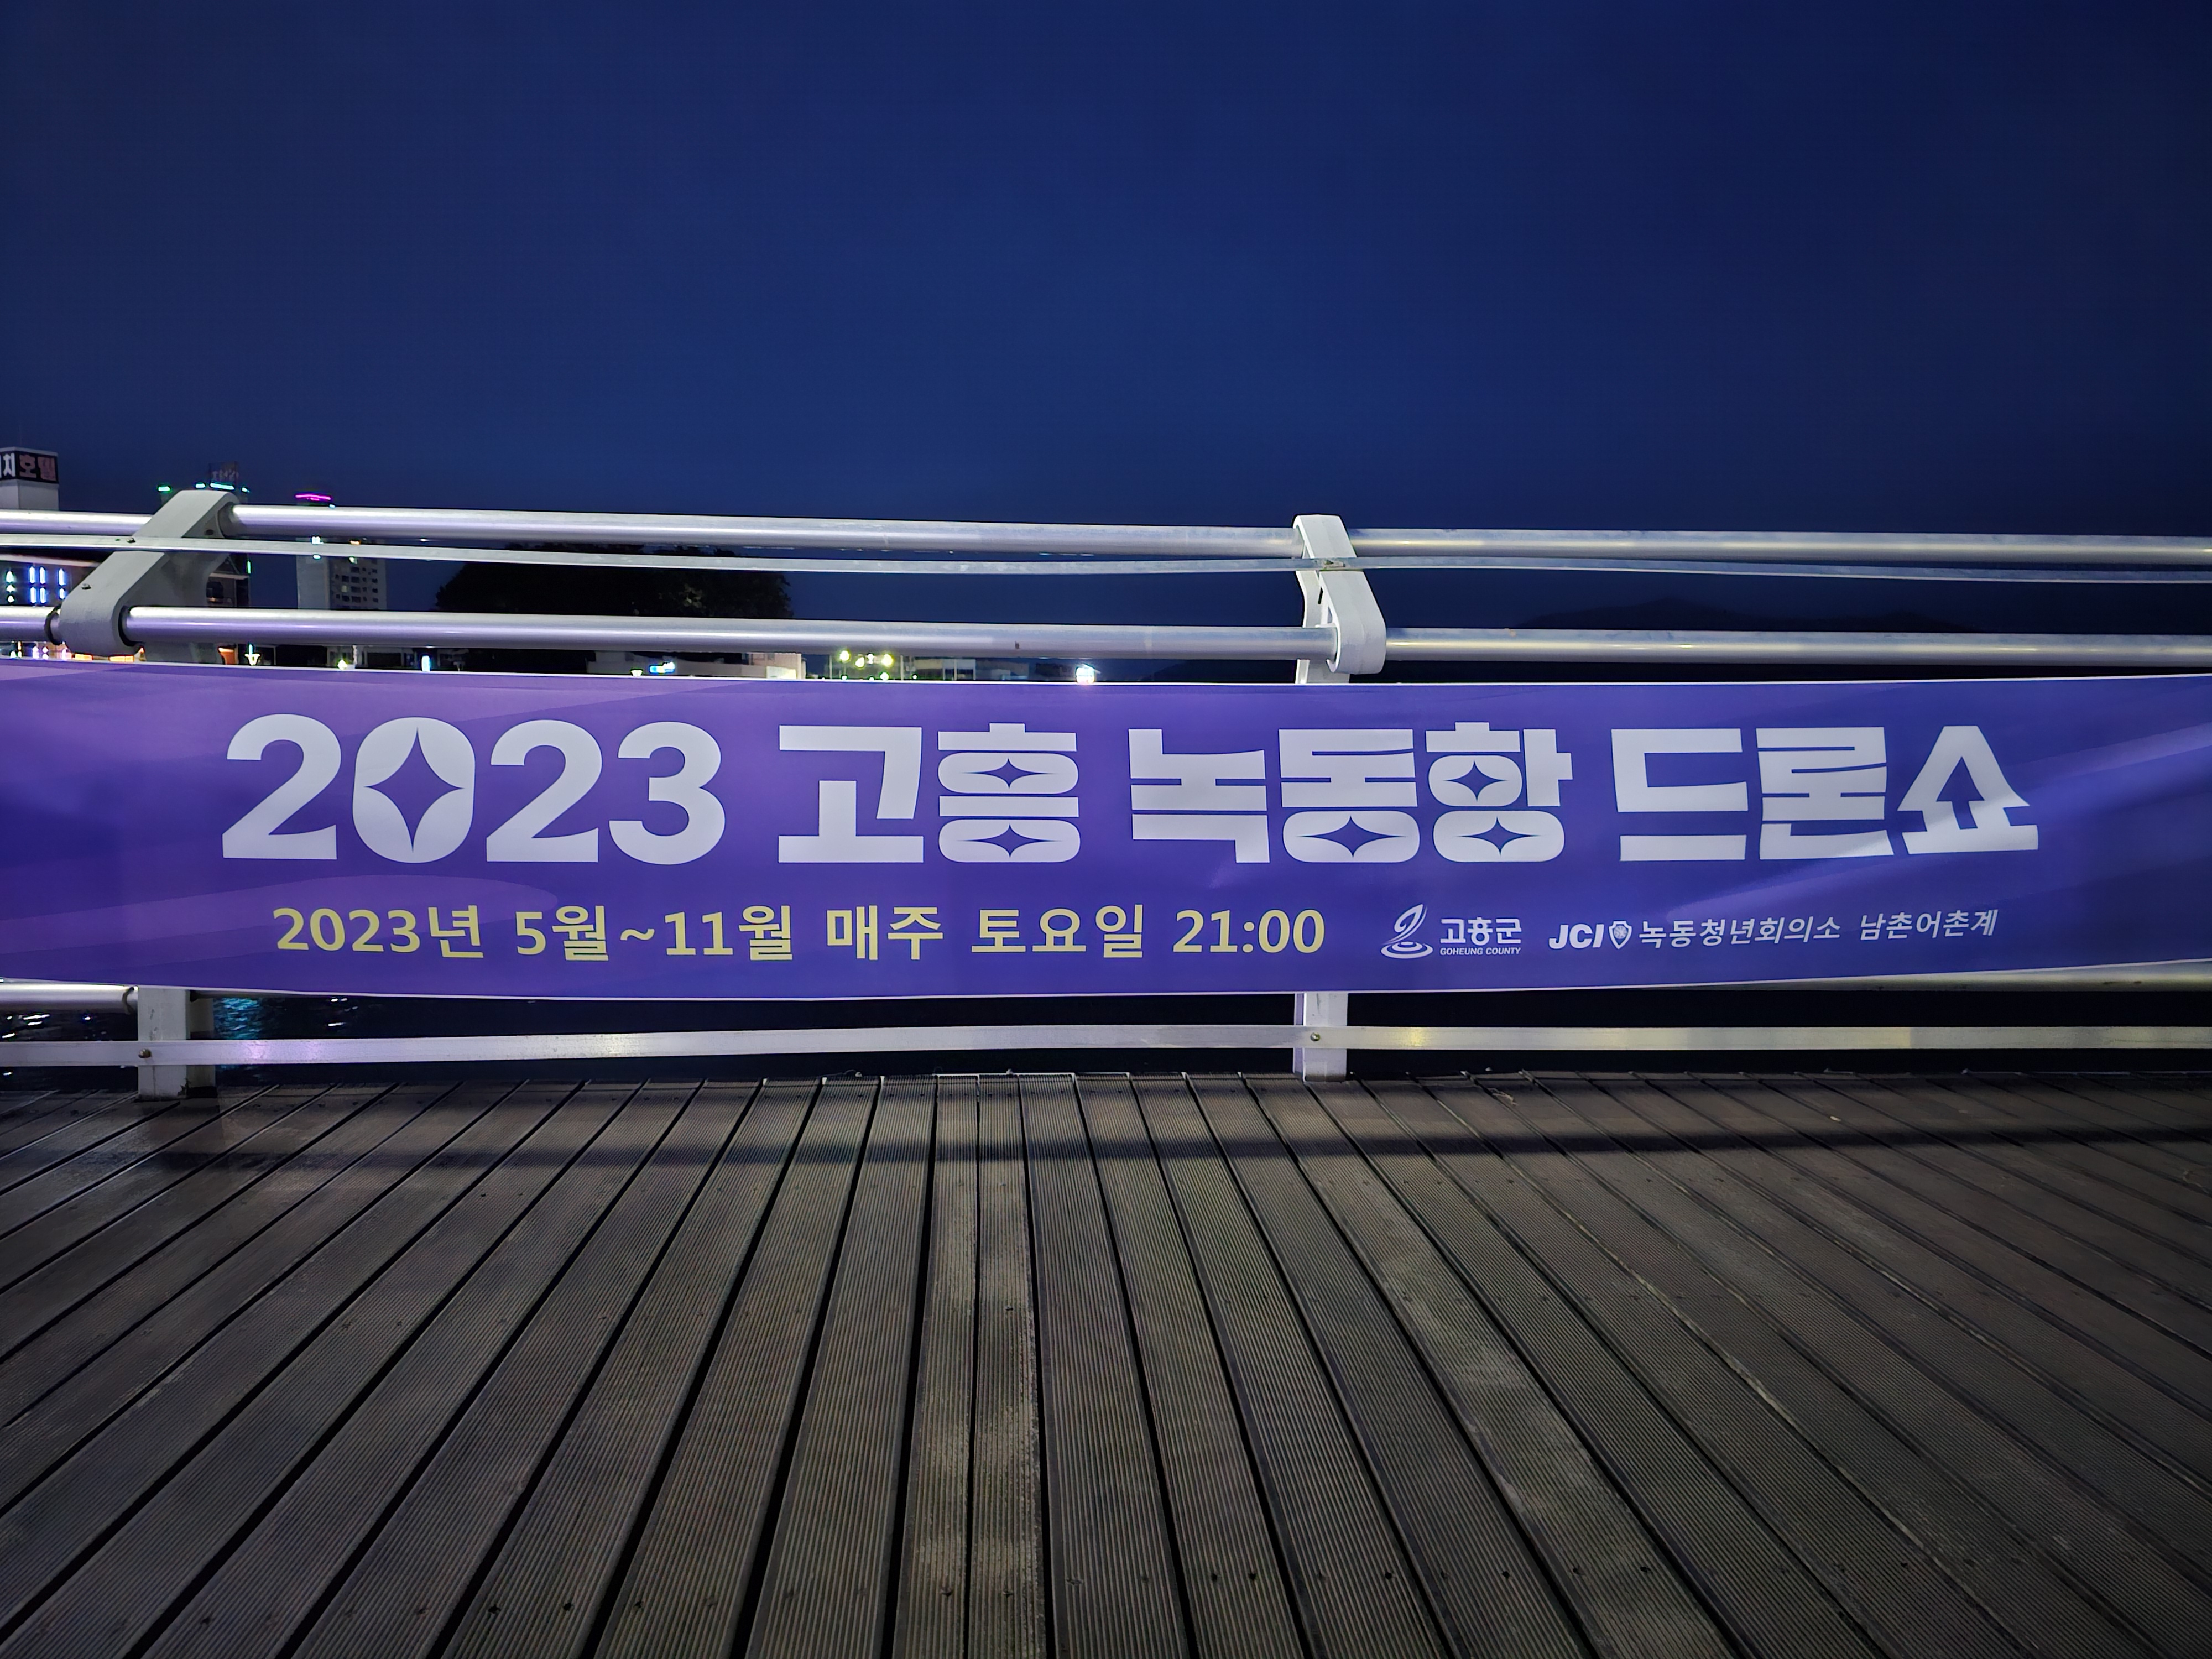 호텔
2023 고흥 녹동항 드론쇼
2023년 5월~11월 매주 토요일 21:00
고흥군
GOHEUNG COUNTY
JCI 녹동청년회의소 남촌어촌계